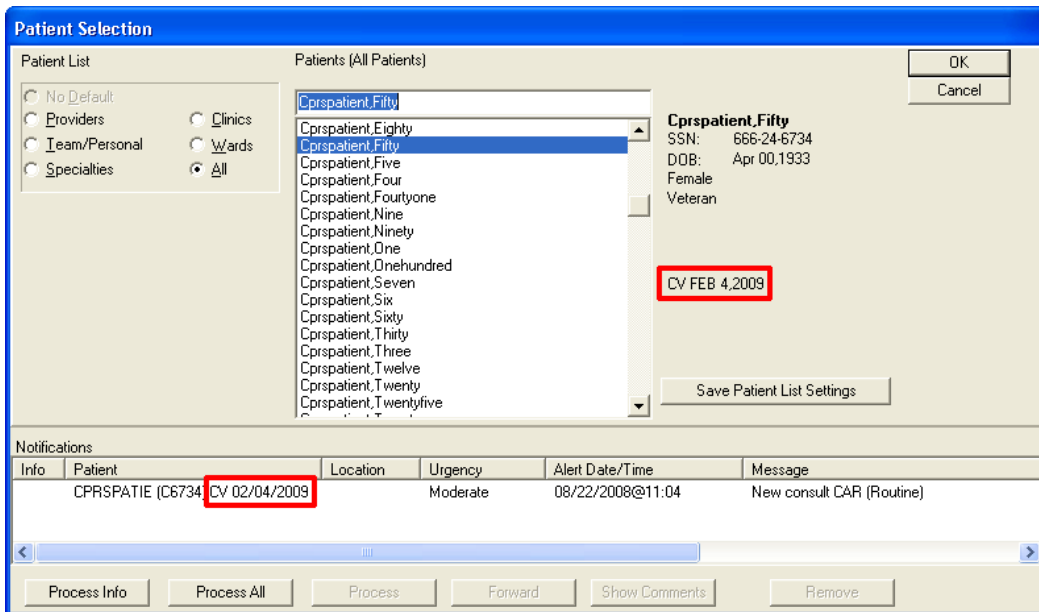 Patient Selection
Patient List
No Default
Providers
Clinics
Team/Personal
Wards
Specialties
All
Patients (All Patients)
Cprspatient,Fifty
Cprspatient,Eighty
Cprspatient,Fifty
Cprspatient,Five
Cprspatient,Four
Cprspatient,Fourtyone
Cprspatient,Nine
Cprspatient,Ninety
Cprspatient,One
Cprspatient,Onehundred
Cprspatient,Seven
Cprspatient,Six
Cprspatient,Sixty
Cprspatient,Thirty
Cprspatient,Three
Cprspatient,Twelve
Cprspatient,Twenty
Cprspatient,Twentyfive
OK
Cancel
Cprspatient,Fifty
SSN: 666-24-6734
DOB: Apr 00,1933
Female
Veteran
CV FEB 4,2009
Save Patient List Settings
Notifications
Info Patient Location Urgency Alert Date/Time Message
CPRSPATIE (C6734) CV 02/04/2009 Moderate 08/22/2008@11:04 New consult CAR (Routine)
Process Info Process All Process Forward Show Comments Remove